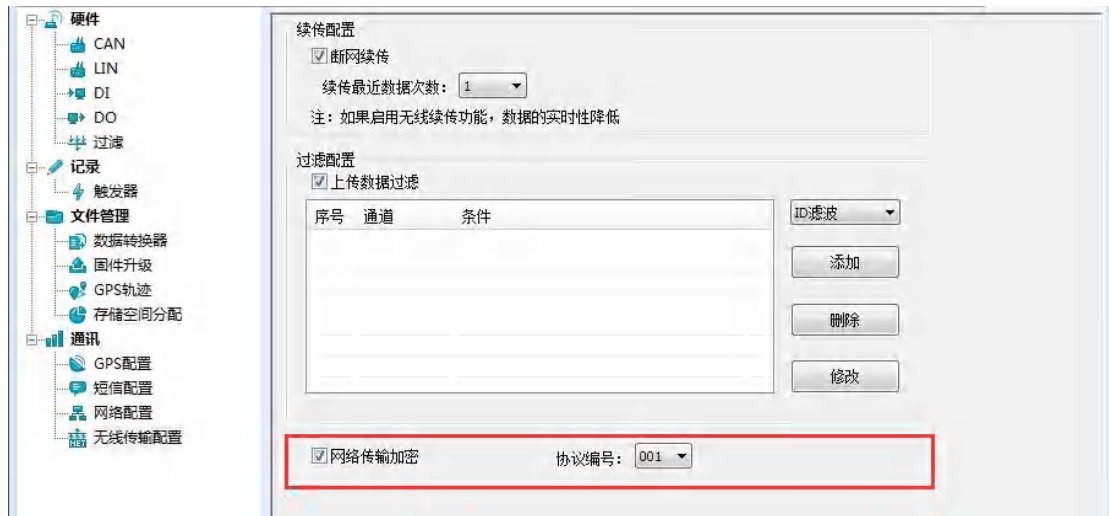 硬件
CAN
LIN
DI
DO
过滤
记录
触发器
文件管理
数据转换器
固件升级
GPS轨迹
存储空间分配
通讯
GPS配置
短信配置
网络配置
无线传输配置
续传配置
断网续传
续传最近数据次数： 1
注：如果启用无线续传功能，数据的实时性降低
过滤配置
上传数据过滤
序号 通道 条件
ID滤波
添加
删除
修改
网络传输加密 协议编号： 001